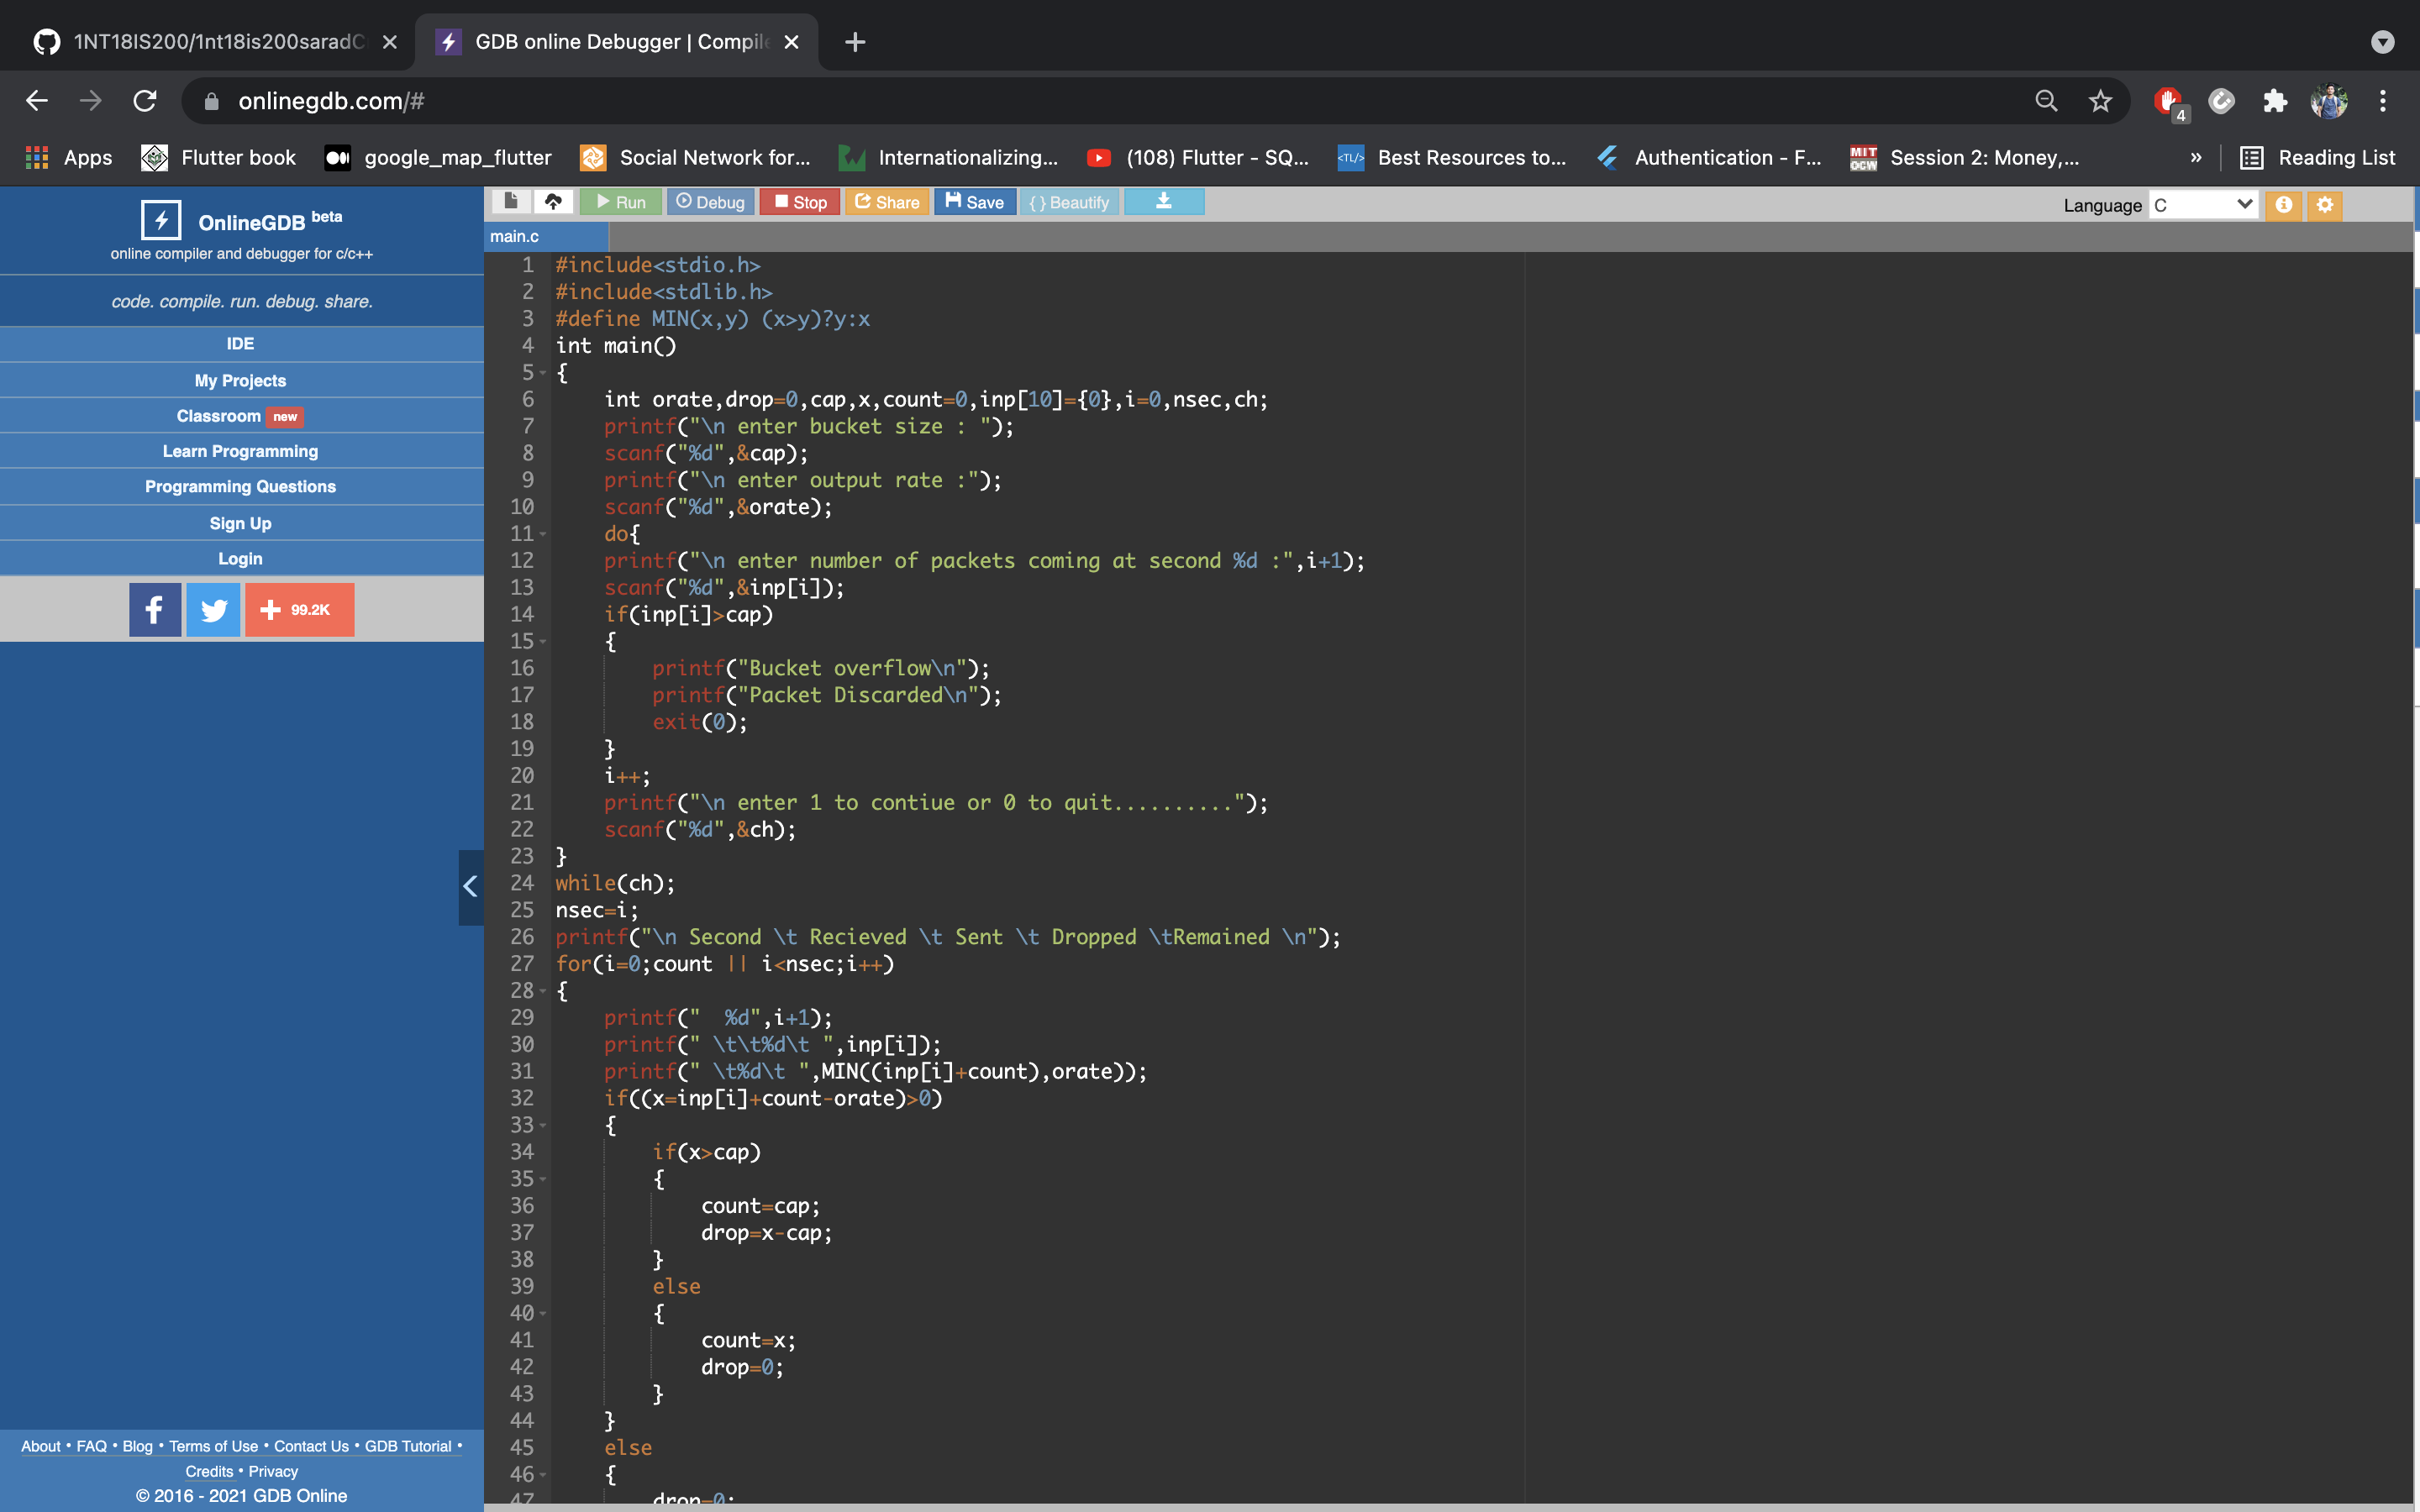 1NT18IS200/1nt18is200saradC
GDB online Debugger | Compile
onlinegdb.com/#
4
Apps
Flutter book
google_map_flutter
Social Network for...
Internationalizing...
(108) Flutter - SQ...
<TL/>
Best Resources to...
Authentication - F...
MIT
OCW
Session 2: Money,...
»
Reading List
OnlineGDB beta
online compiler and debugger for c/c++
code. compile. run. debug. share.
IDE
My Projects
Classroom new
Learn Programming
Programming Questions
Sign Up
Login
99.2K
About • FAQ • Blog • Terms of Use • Contact Us • GDB Tutorial •
Credits • Privacy
© 2016 - 2021 GDB Online
Run
Debug
Stop
Share
Save
{ } Beautify
Language C
main.c
1 #include<stdio.h>
2 #include<stdlib.h>
3 #define MIN(x,y) (x>y)?y:x
4 int main()
5 {
6 int orate,drop=0,cap,x,count=0,inp[10]={0},i=0,nsec,ch;
7 printf("\n enter bucket size : ");
8 scanf("%d",&cap);
9 printf("\n enter output rate :");
10 scanf("%d",&orate);
11 do{
12 printf("\n enter number of packets coming at second %d :",i+1);
13 scanf("%d",&inp[i]);
14 if(inp[i]>cap)
15 {
16 printf("Bucket overflow\n");
17 printf("Packet Discarded\n");
18 exit(0);
19 }
20 i++;
21 printf("\n enter 1 to contiue or 0 to quit..........");
22 scanf("%d",&ch);
23 }
24 while(ch);
25 nsec=i;
26 printf("\n Second \t Recieved \t Sent \t Dropped \tRemained \n");
27 for(i=0;count || i<nsec;i++)
28 {
29 printf("  %d",i+1);
30 printf(" \t\t%d\t ",inp[i]);
31 printf(" \t%d\t ",MIN((inp[i]+count),orate));
32 if((x=inp[i]+count-orate)>0)
33 {
34 if(x>cap)
35 {
36 count=cap;
37 drop=x-cap;
38 }
39 else
40 {
41 count=x;
42 drop=0;
43 }
44 }
45 else
46 {
47 drop=0;